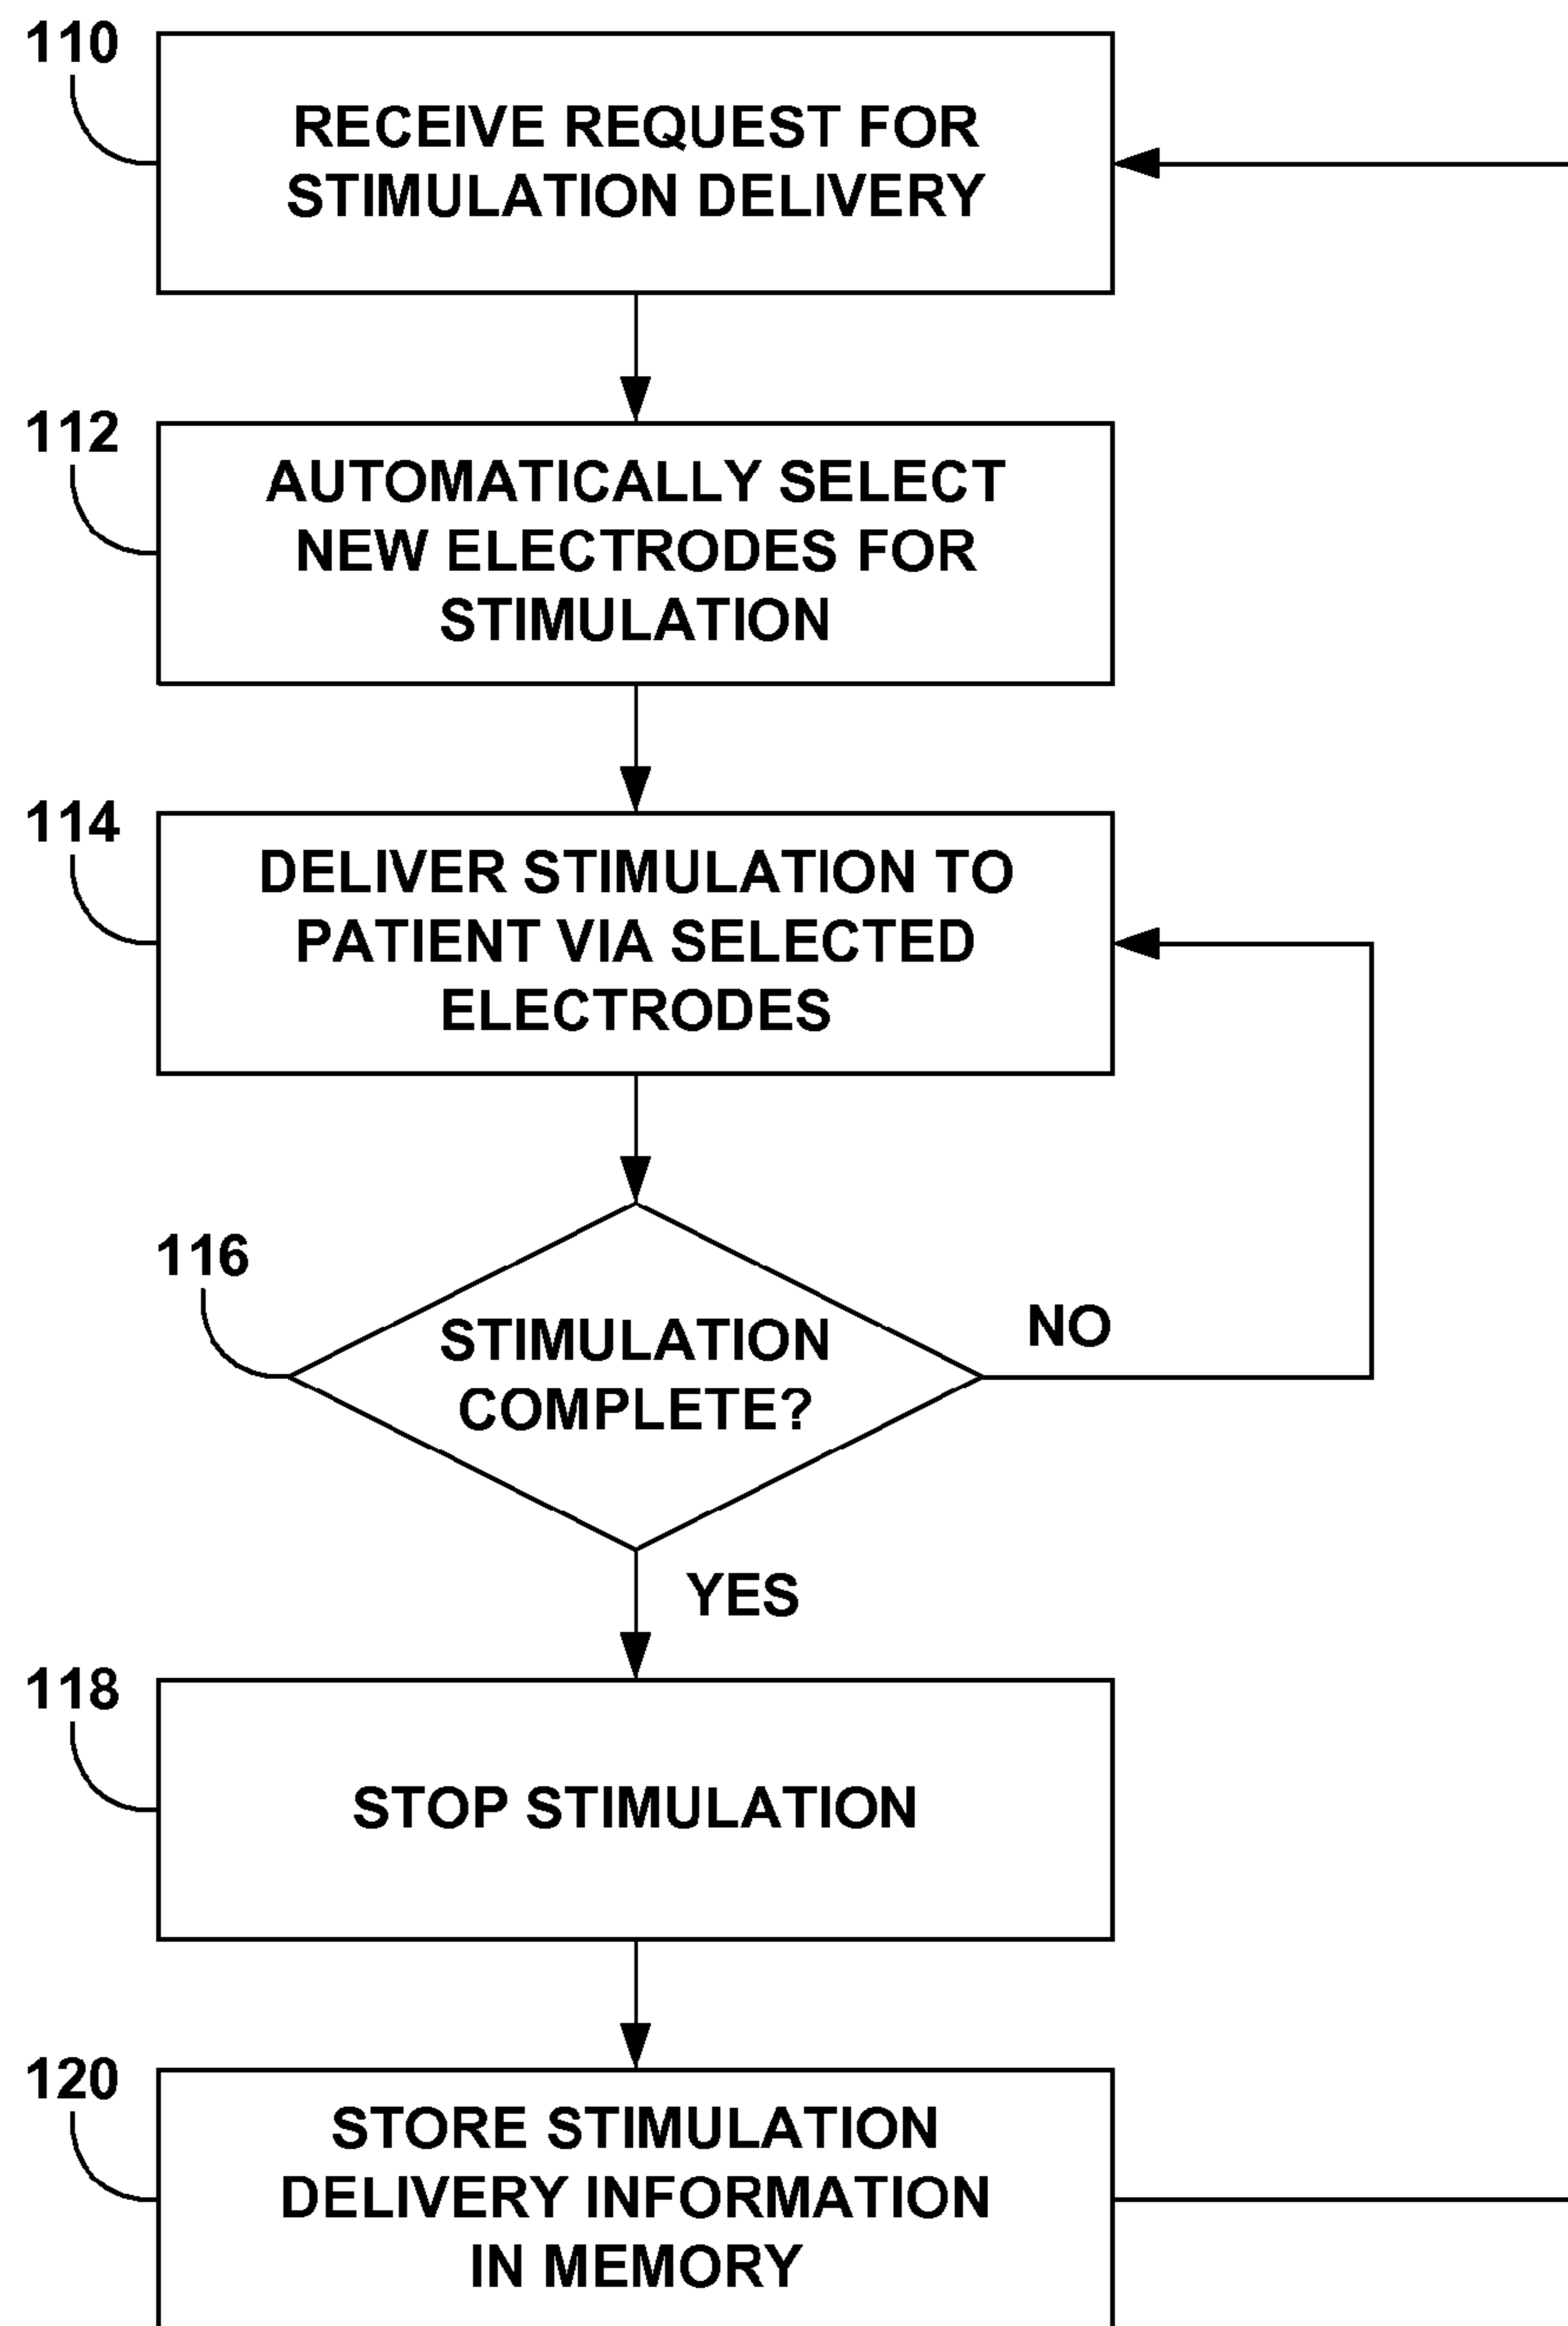 110
RECEIVE REQUEST FOR
STIMULATION DELIVERY
112
AUTOMATICALLY SELECT
NEW ELECTRODES FOR
STIMULATION
114
DELIVER STIMULATION TO
PATIENT VIA SELECTED
ELECTRODES
116
STIMULATION
COMPLETE?
NO
YES
118
STOP STIMULATION
120
STORE STIMULATION
DELIVERY INFORMATION
IN MEMORY